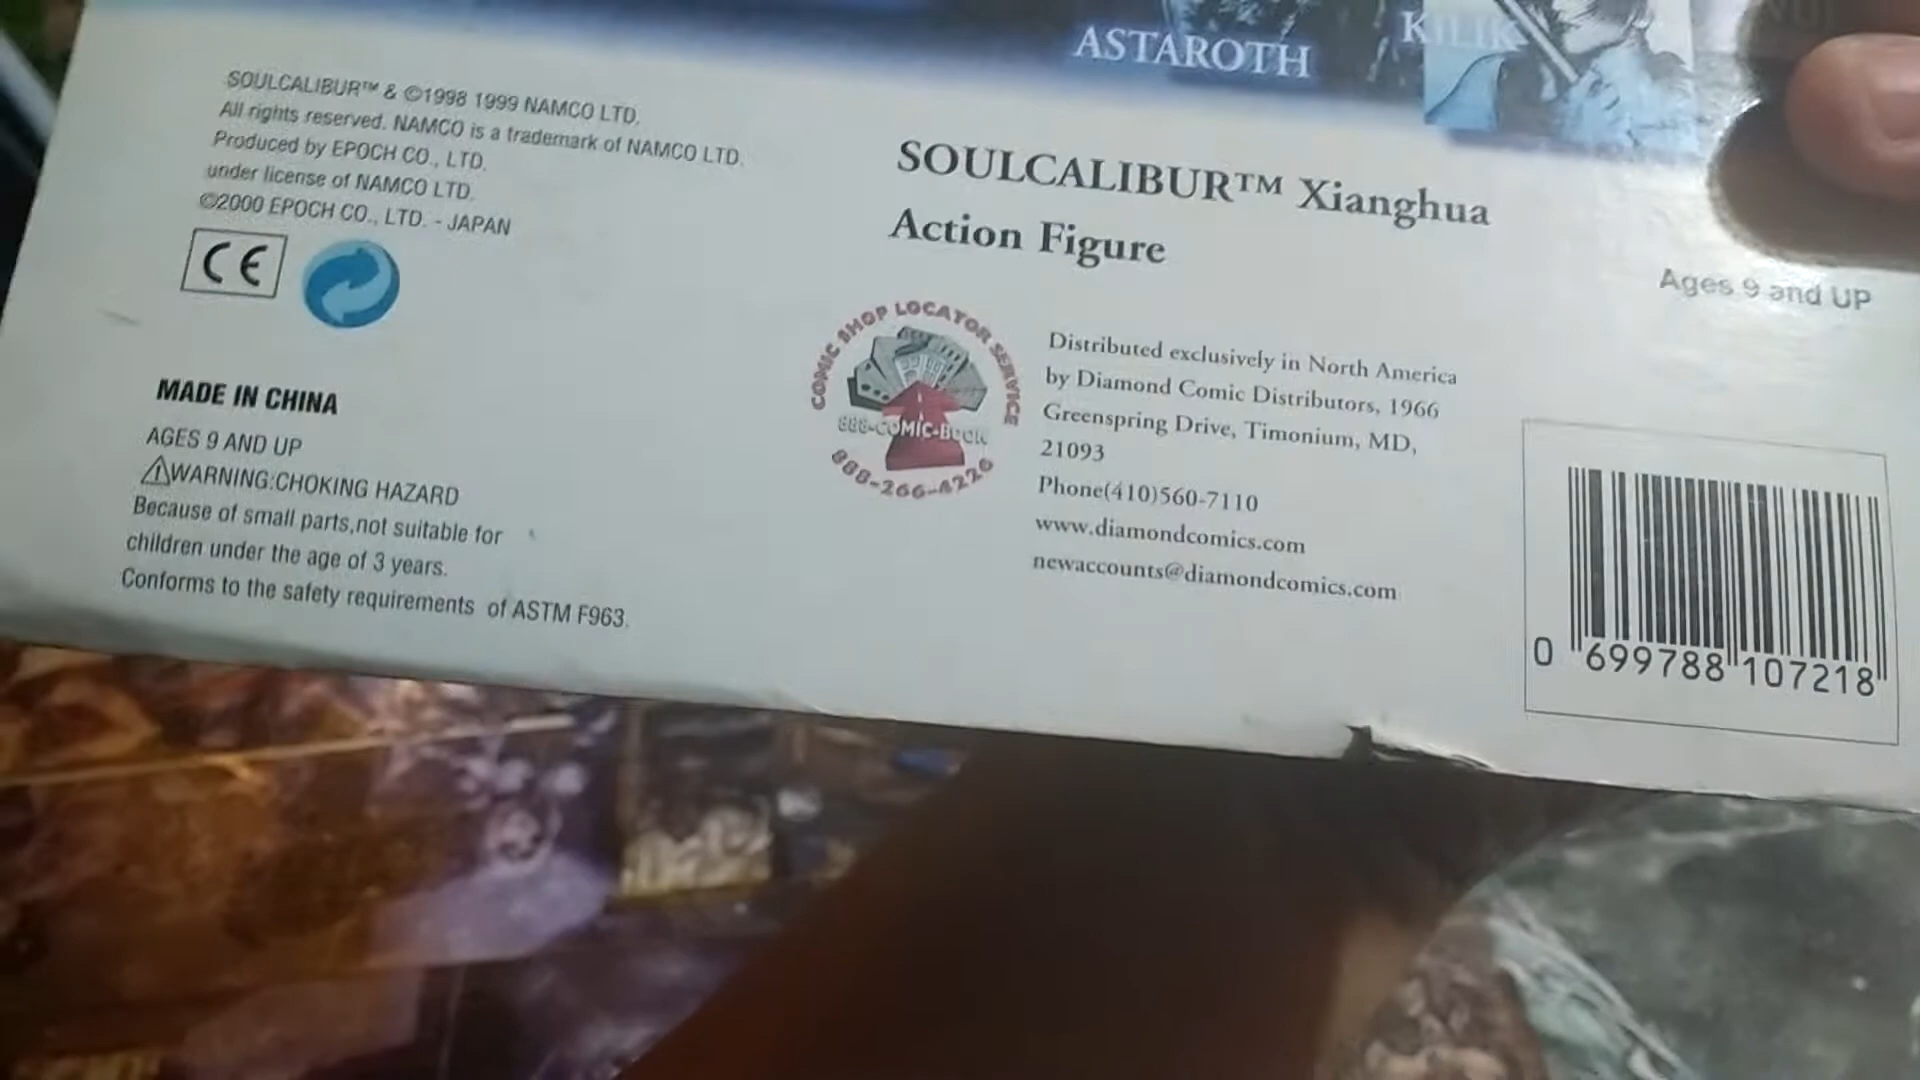 ASTAROTH
KILIK
SOULCALIBUR™ & ©1998 1999 NAMCO LTD.
All rights reserved. NAMCO is a trademark of NAMCO LTD.
Produced by EPOCH CO., LTD.
under license of NAMCO LTD.
©2000 EPOCH CO., LTD. - JAPAN
CE
MADE IN CHINA
AGES 9 AND UP
⚠WARNING:CHOKING HAZARD
Because of small parts,not suitable for
children under the age of 3 years.
Conforms to the safety requirements of ASTM F963.
SOULCALIBUR™ Xianghua
Action Figure
Ages 9 and UP
COMIC SHOP LOCATOR SERVICE
888-COMIC-BOOK
888-266-4226
Distributed exclusively in North America
by Diamond Comic Distributors, 1966
Greenspring Drive, Timonium, MD,
21093
Phone(410)560-7110
www.diamondcomics.com
newaccounts@diamondcomics.com
0 699788 107218